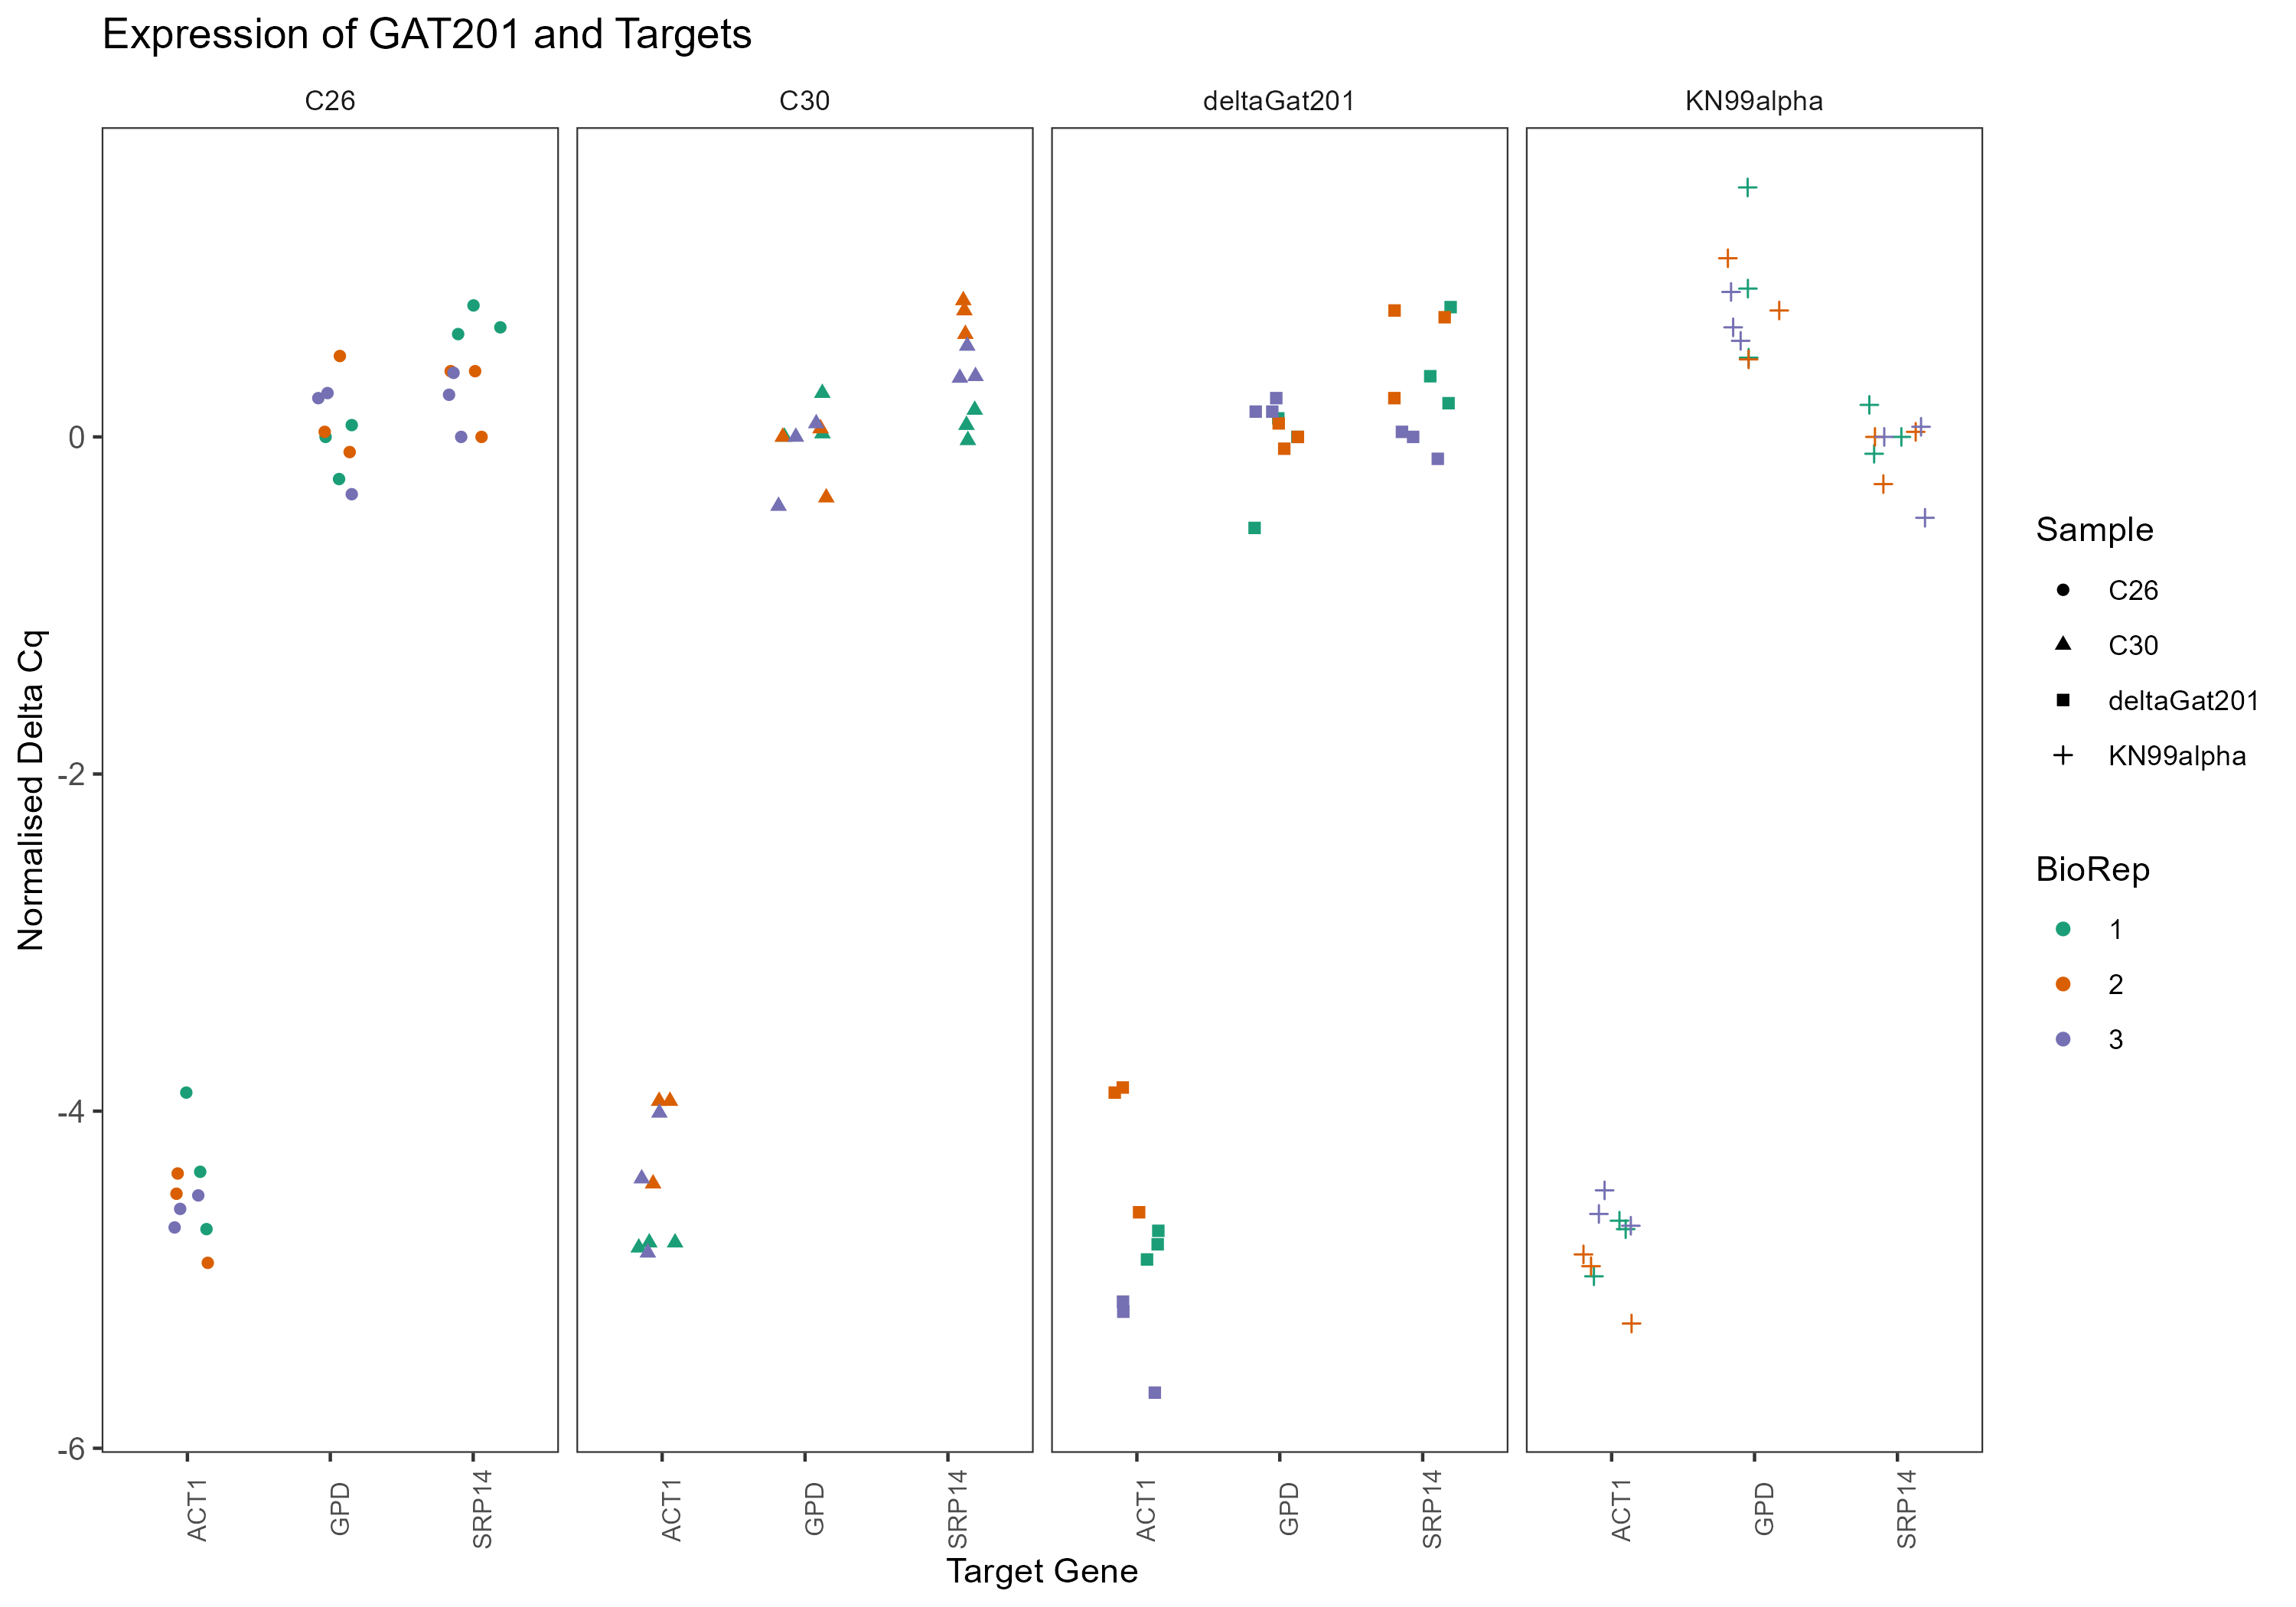 Expression of GAT201 and Targets
C26
C30
deltaGat201
KN99alpha
Normalised Delta Cq
0
-2
-4
-6
ACT1
GPD
SRP14
ACT1
GPD
SRP14
ACT1
GPD
SRP14
ACT1
GPD
SRP14
Target Gene
Sample
C26
C30
deltaGat201
KN99alpha
BioRep
1
2
3